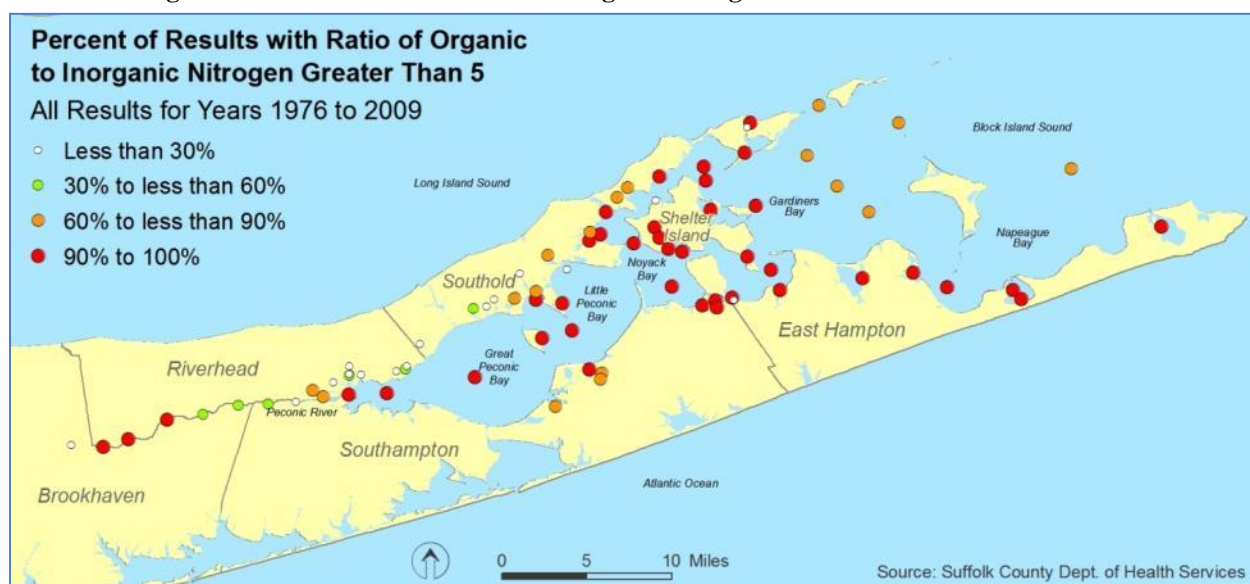 Percent of Results with Ratio of Organic
to Inorganic Nitrogen Greater Than 5
All Results for Years 1976 to 2009
Less than 30%
30% to less than 60%
60% to less than 90%
90% to 100%
Long Island Sound
Block Island Sound
Gardiners
Bay
Shelter
Island
Napeague
Bay
Noyack
Bay
Southold
Little
Peconic
Bay
East Hampton
Riverhead
Great
Peconic
Bay
Peconic River
Southampton
Brookhaven
Atlantic Ocean
0 5 10 Miles
Source: Suffolk County Dept. of Health Services